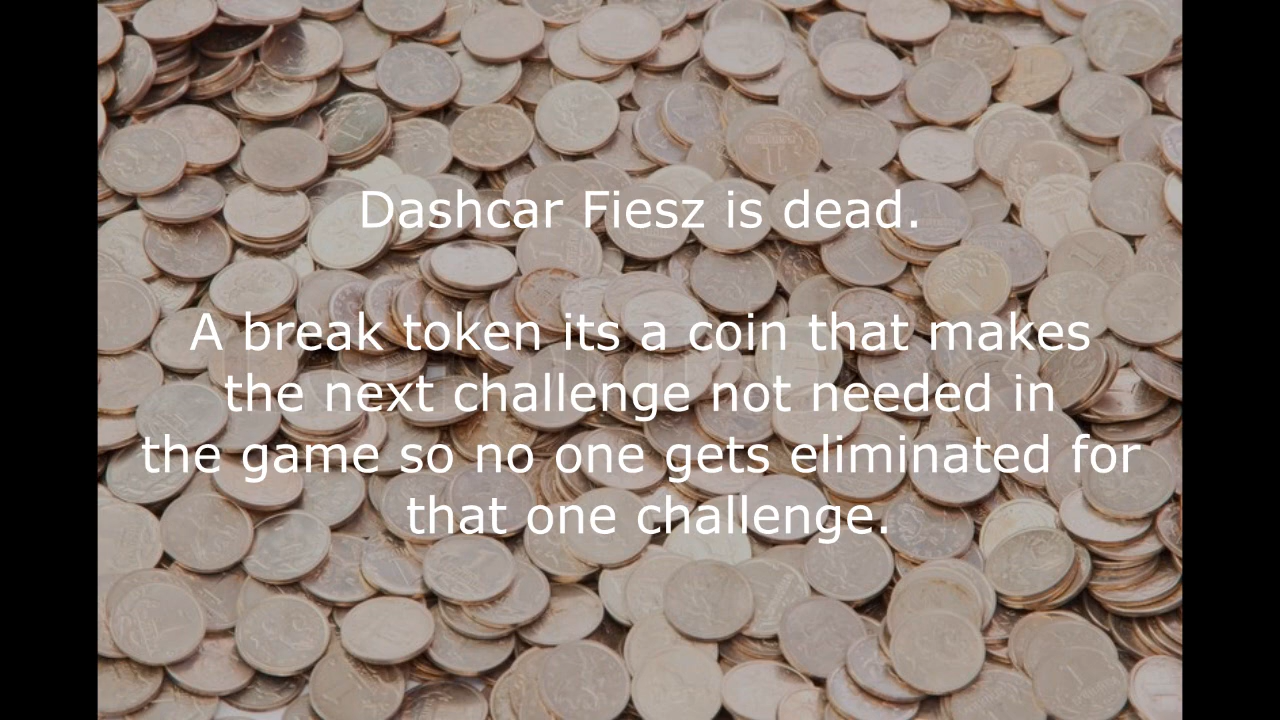 Dashcar Fiesz is dead.
A break token its a coin that makes
the next challenge not needed in
the game so no one gets eliminated for
that one challenge.